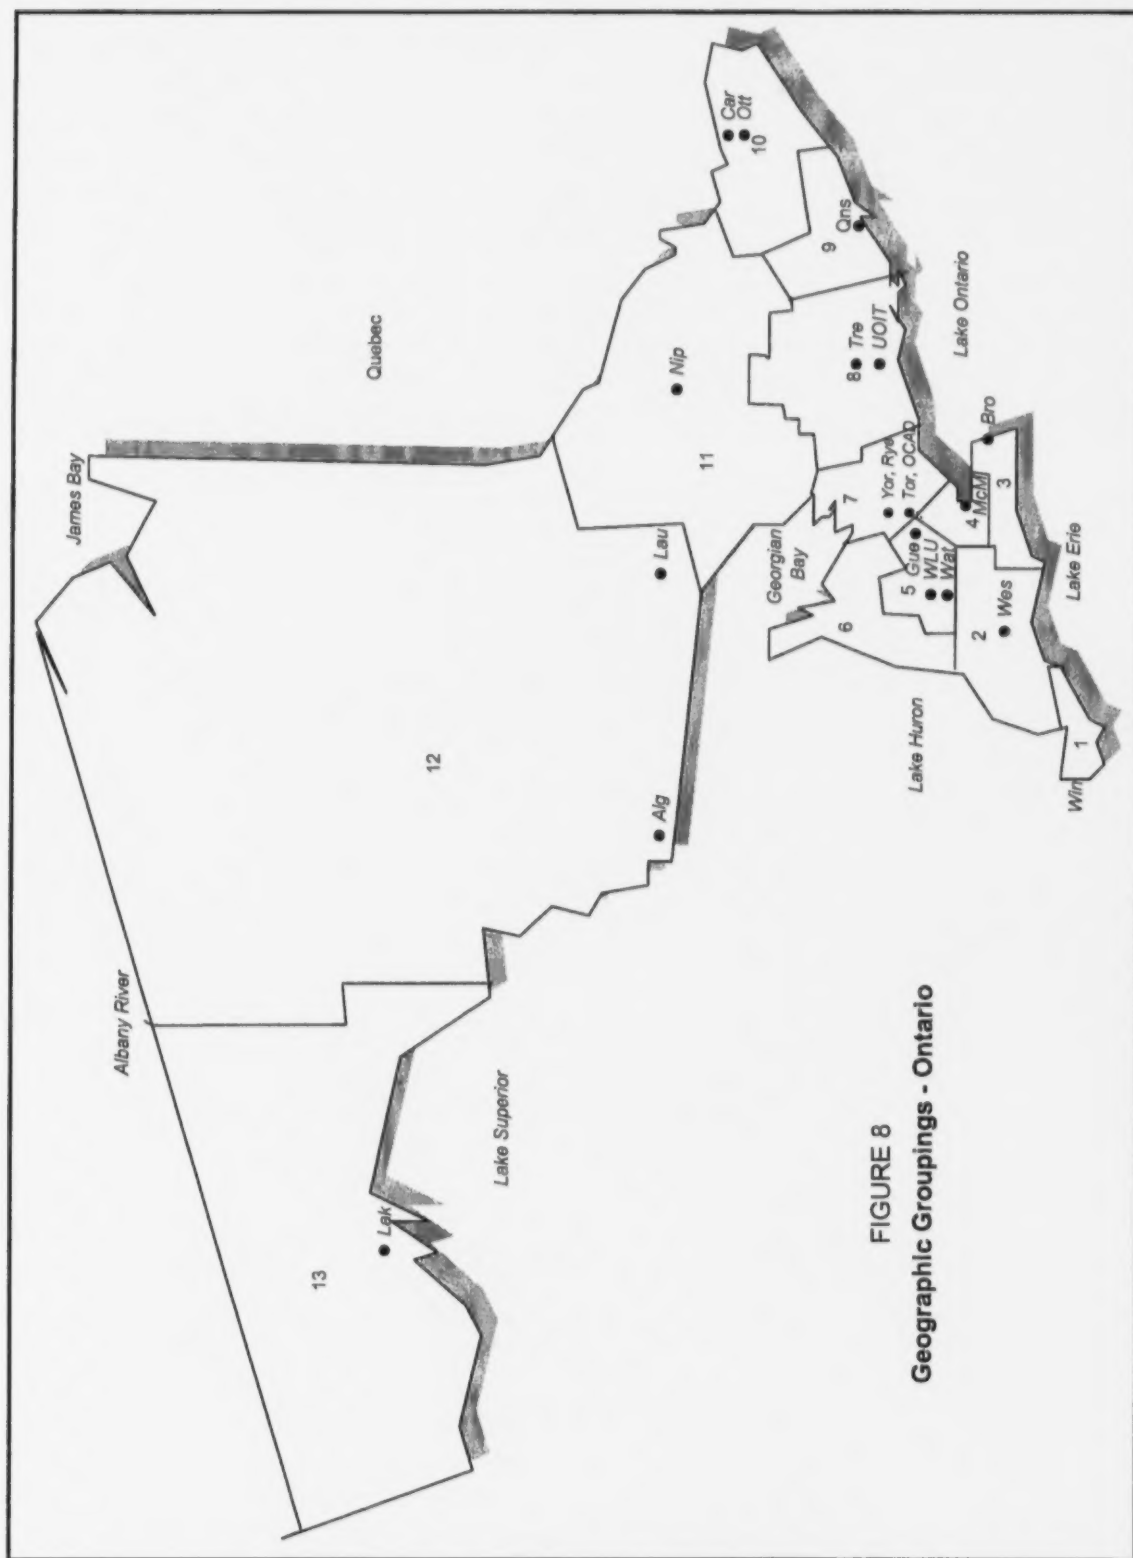 James Bay
Quebec
Albany River
12
13
Lak
Lake Superior
Alg
Lau
11
Nip
Georgian
Bay
10
Car
Ott
9
Qns
8
Tre
UOIT
Lake Ontario
7
Yor, Rye
Tor, OCAD
6
5
Gue
WLU
Wat
4
McM
3
Bro
2
Wes
Lake Huron
Lake Erie
1
Win
FIGURE 8
Geographic Groupings - Ontario